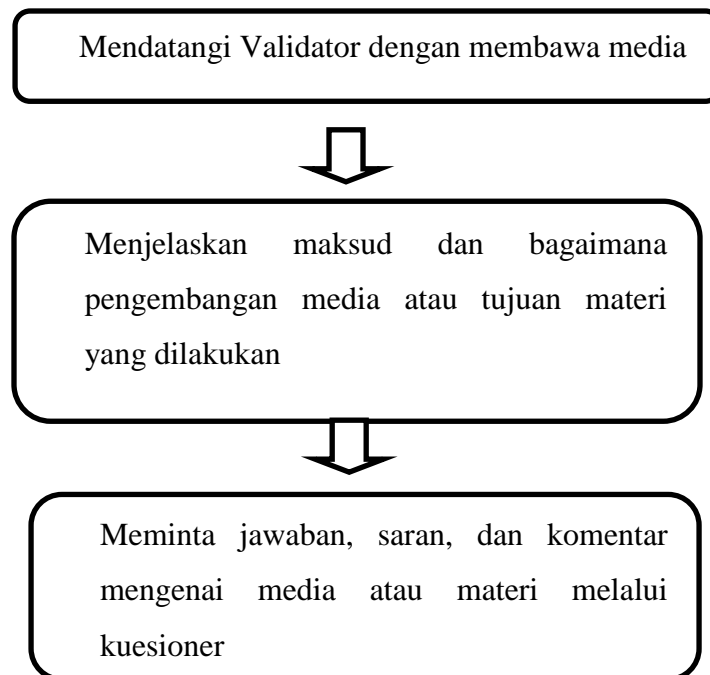 Mendatangi Validator dengan membawa media
Menjelaskan maksud dan bagaimana
pengembangan media atau tujuan materi
yang dilakukan
Meminta jawaban, saran, dan komentar
mengenai media atau materi melalui
kuesioner